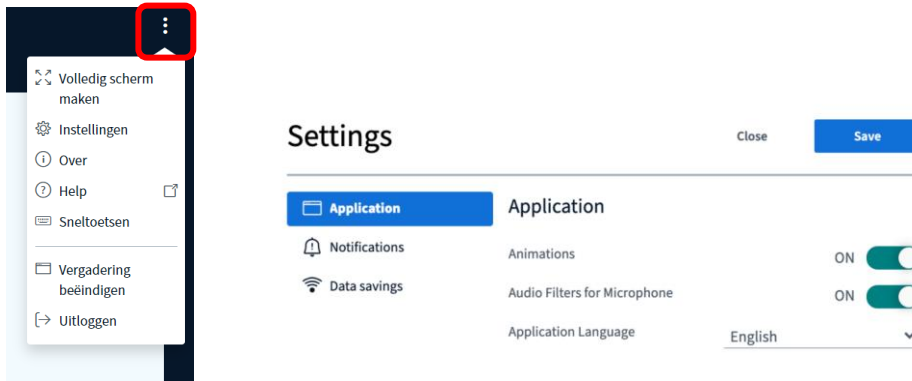 Volledig scherm
maken
Instellingen
Over
Help
Sneltoetsen
Vergadering
beëindigen
Uitloggen
Settings
Close
Save
Application
Notifications
Data savings
Application
Animations
ON
Audio Filters for Microphone
ON
Application Language
English